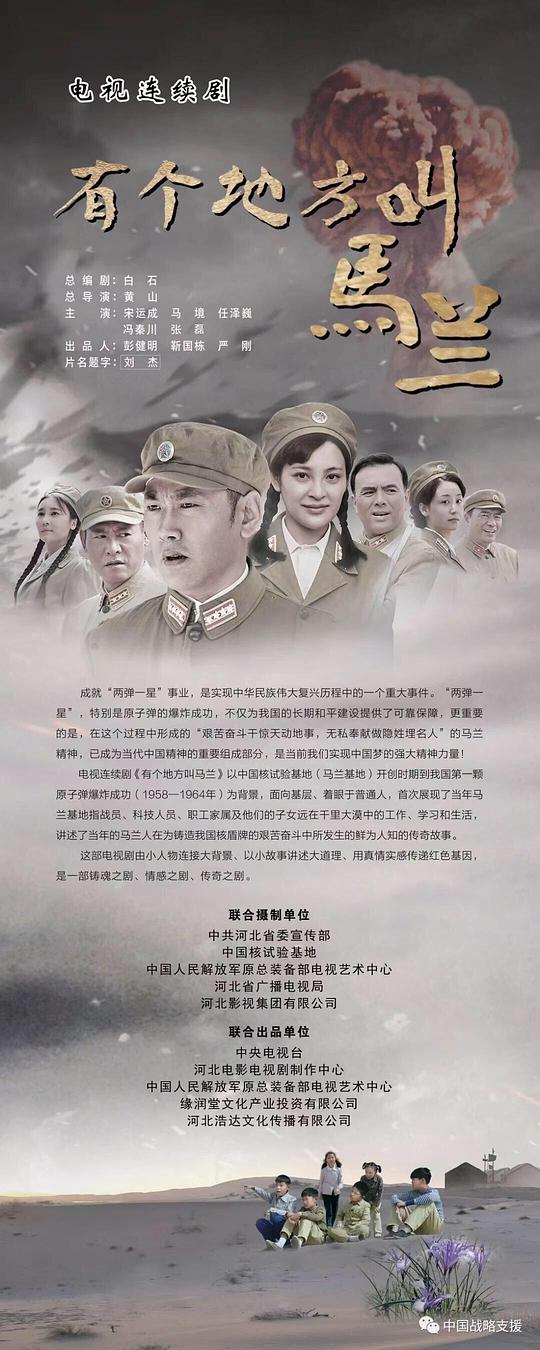 电视连续剧
有个地方叫
馬兰
总编剧：白 石
总导演：黄 山
主 演：宋运成 马 境 任泽巍
冯秦川 张 磊
出品人：彭健明 靳国栋 严 刚
片名题字：刘 杰
成就“两弹一星”事业，是实现中华民族伟大复兴历程中的一个重大事件。“两弹一
星”，特别是原子弹的爆炸成功，不仅为我国的长期和平建设提供了可靠保障，更重要
的是，在这个过程中形成的“艰苦奋斗干惊天动地事，无私奉献做隐姓埋名人”的马兰
精神，已成为当代中国精神的重要组成部分，是当前我们实现中国梦的强大精神力量！
电视连续剧《有个地方叫马兰》以中国核试验基地（马兰基地）开创时期到我国第一颗
原子弹爆炸成功（1958—1964年）为背景，面向基层、着眼于普通人，首次展现了当年马
兰基地指战员、科技人员、职工家属及他们的子女远在千里大漠中的工作、学习和生活，
讲述了当年的马兰人在为铸造我国核盾牌的艰苦奋斗中所发生的鲜为人知的传奇故事。
这部电视剧由小人物连接大背景、以小故事讲述大道理、用真情实感传递红色基因，
是一部铸魂之剧、情感之剧、传奇之剧。
联合摄制单位
中共河北省委宣传部
中国核试验基地
中国人民解放军原总装备部电视艺术中心
河北省广播电视局
河北影视集团有限公司
联合出品单位
中央电视台
河北电影电视剧制作中心
中国人民解放军原总装备部电视艺术中心
缘润堂文化产业投资有限公司
河北浩达文化传播有限公司
中国战略支援